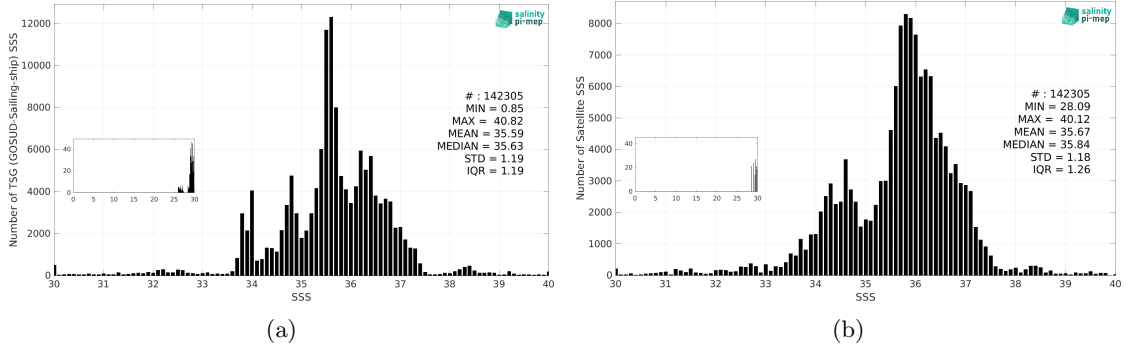 12000
10000
8000
6000
4000
2000
0
30 31 32 33 34 35 36 37 38 39 40
SSS
Number of TSG (GOSUD-Sailing-ship) SSS
salinity
pi-mep
# : 142305
MIN = 0.85
MAX = 40.82
MEAN = 35.59
MEDIAN = 35.63
STD = 1.19
IQR = 1.19
40
20
0
0 5 10 15 20 25 30
(a)
8000
7000
6000
5000
4000
3000
2000
1000
0
30 31 32 33 34 35 36 37 38 39 40
SSS
Number of Satellite SSS
salinity
pi-mep
# : 142305
MIN = 28.09
MAX = 40.12
MEAN = 35.67
MEDIAN = 35.84
STD = 1.18
IQR = 1.26
40
20
0
0 5 10 15 20 25 30
(b)